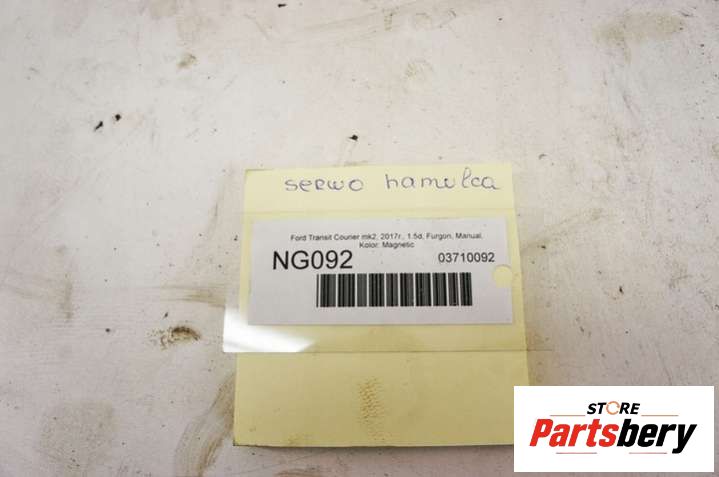 serwo hamulca
Ford Transit Courier mk2, 2017r., 1.5d, Furgon, Manual,
Kolor: Magnetic
NG092
03710092
STORE
Partsbery